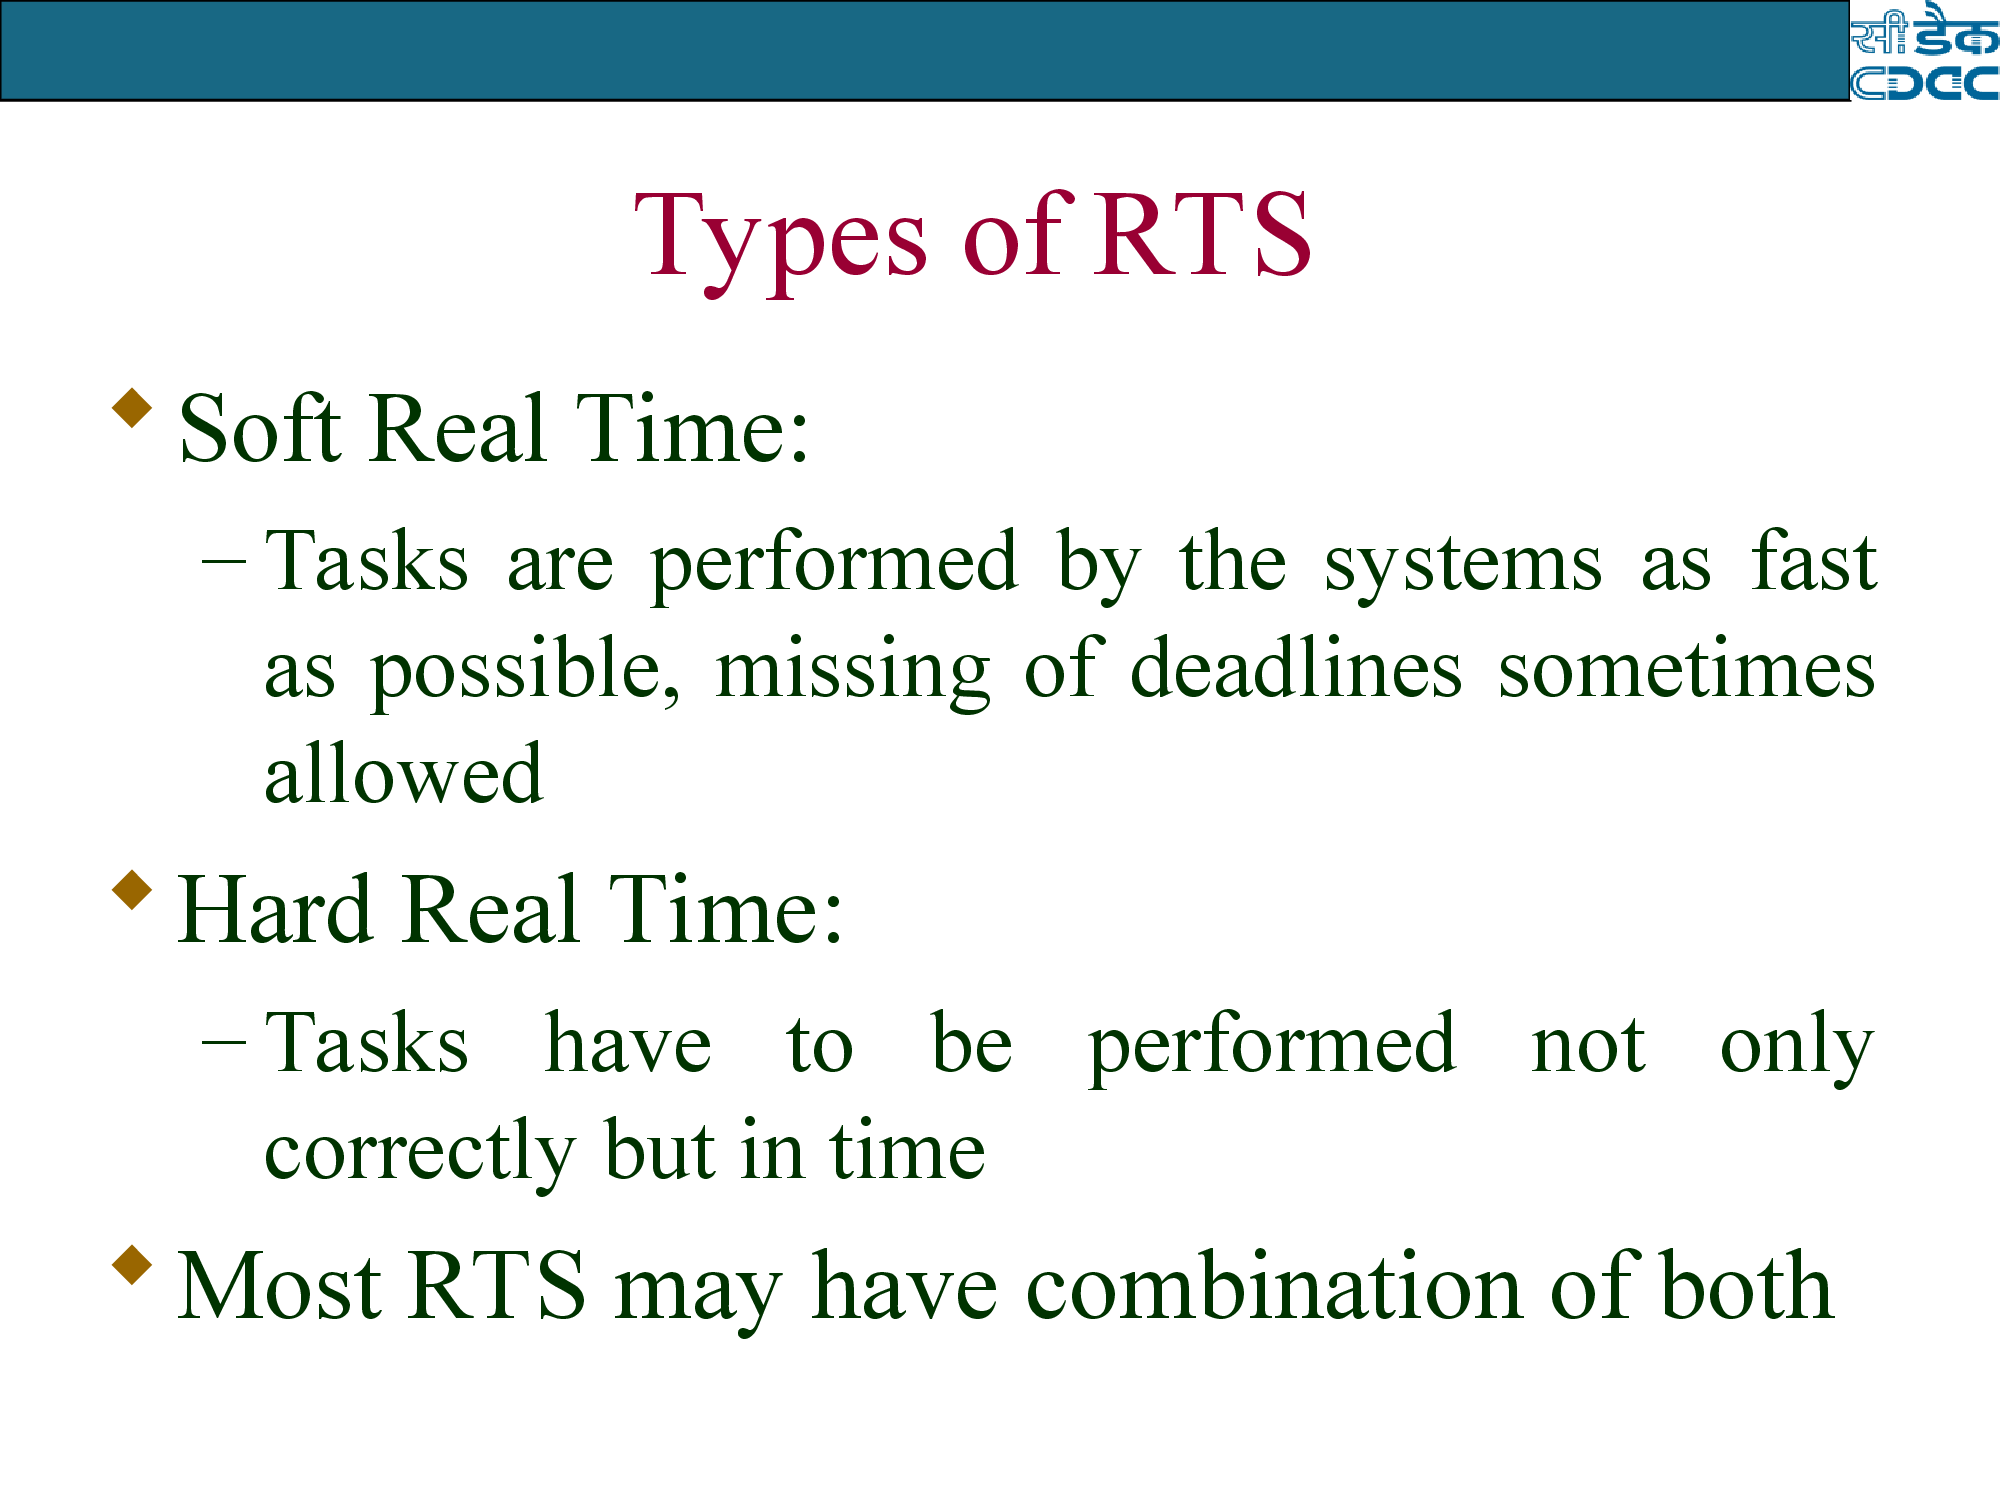 सी डैक
CDAC
Types of RTS
Soft Real Time:
– Tasks are performed by the systems as fast
as possible, missing of deadlines sometimes
allowed
Hard Real Time:
– Tasks have to be performed not only
correctly but in time
Most RTS may have combination of both